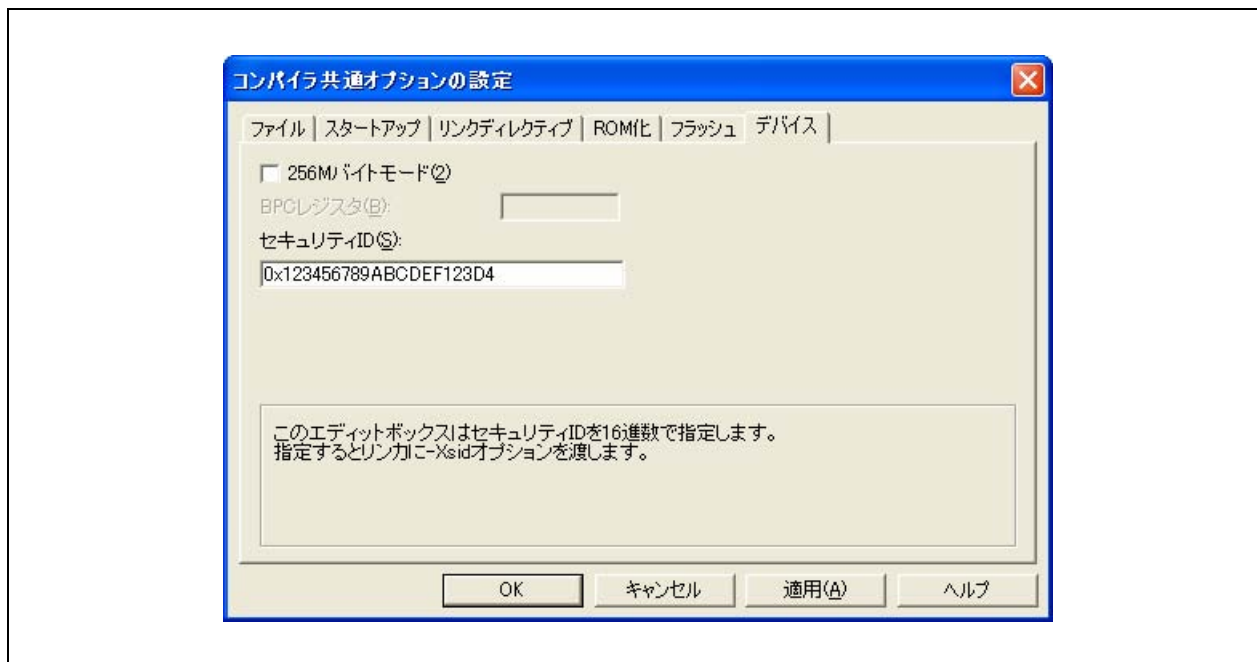 コンパイラ共通オプションの設定
ファイル スタートアップ リンクディレクティブ ROM化 フラッシュ デバイス
256Mバイトモード(2)
BPCレジスタ(B):
セキュリティID(S):
0x123456789ABCDEF123D4
このエディットボックスはセキュリティIDを16進数で指定します。
指定するとリンカに-Xsidオプションを渡します。
OK キャンセル 適用(A) ヘルプ